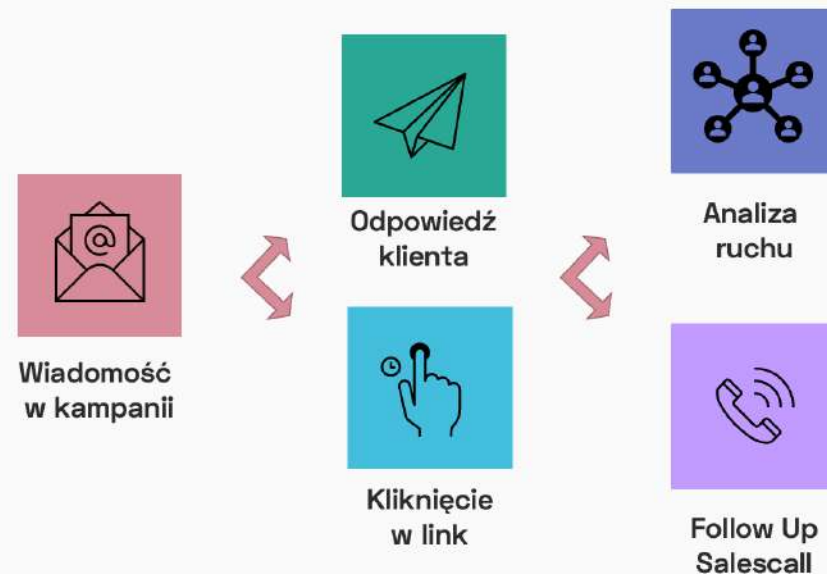 Wiadomość
w kampanii
Odpowiedź
klienta
Kliknięcie
w link
Analiza
ruchu
Follow Up
Salescall